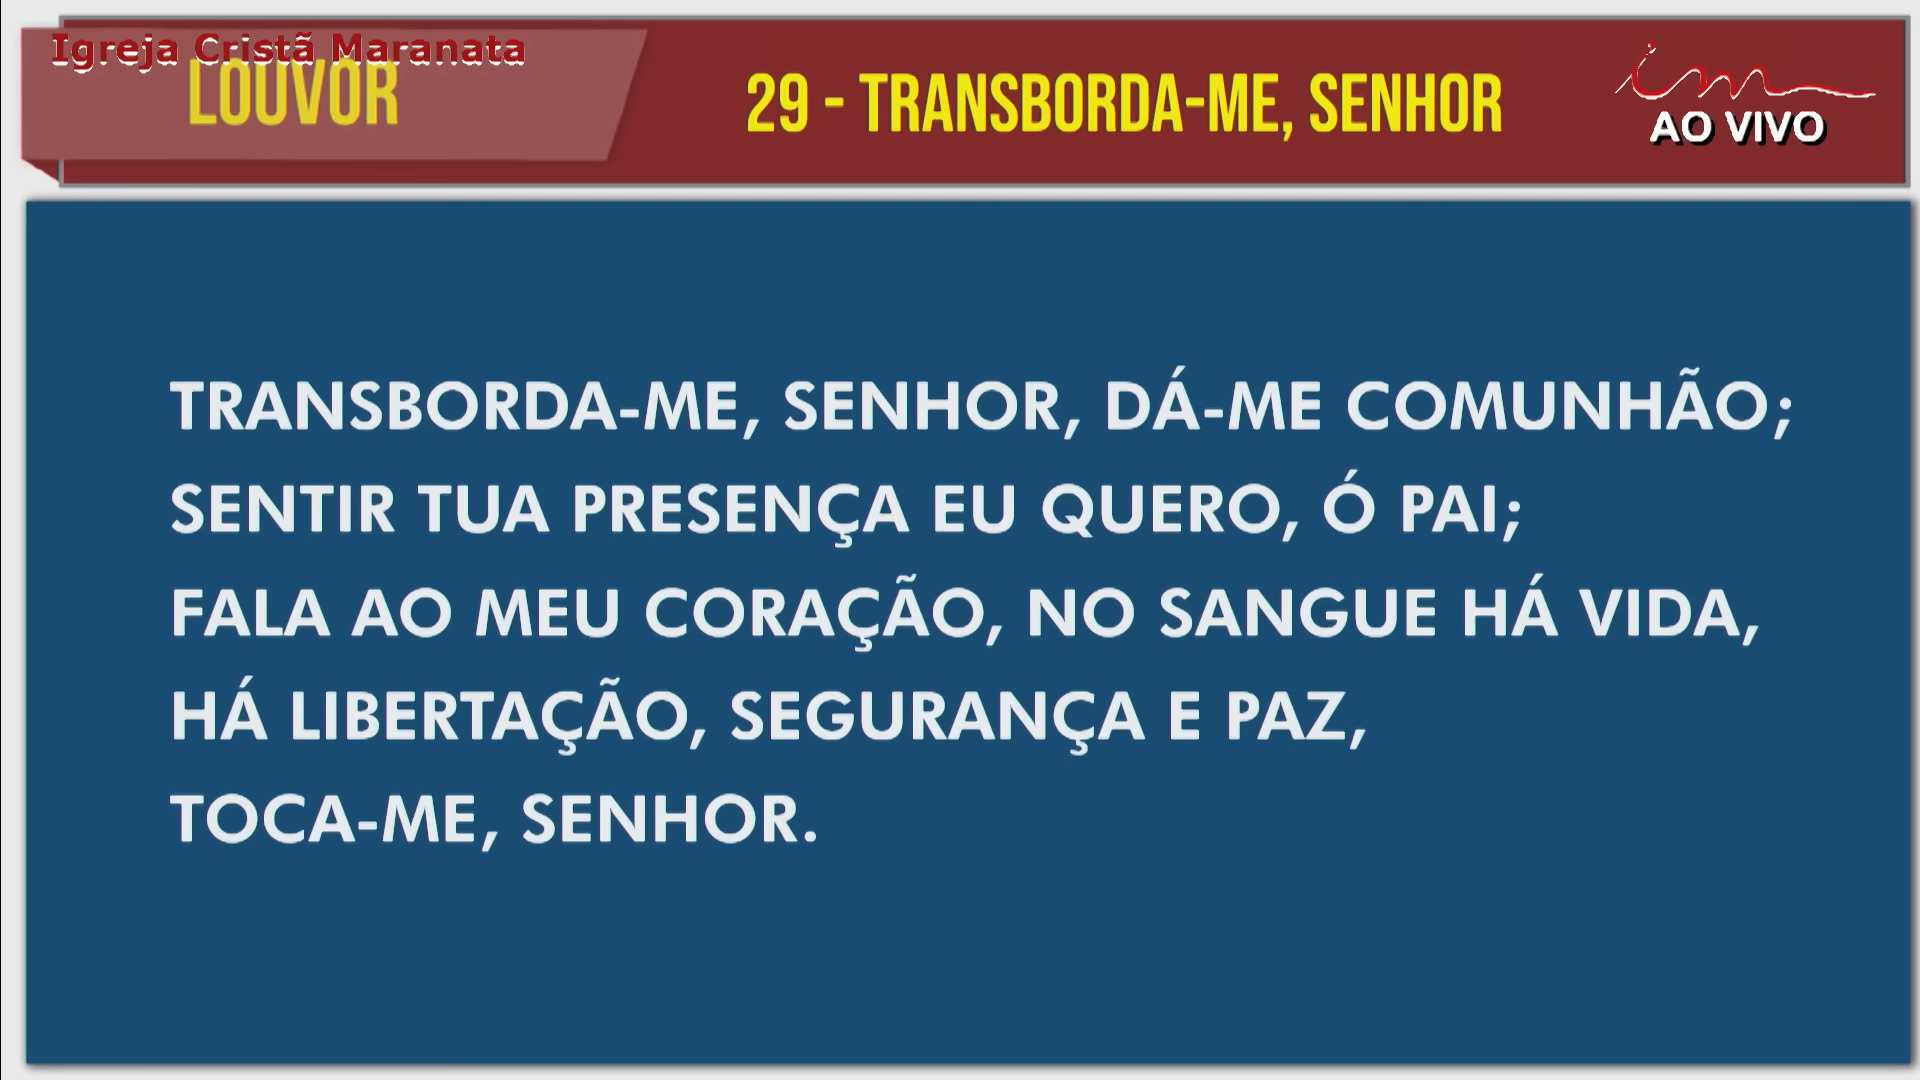 Igreja Cristã Maranata
LOUVOR
29 - TRANSBORDA-ME, SENHOR
im
AO VIVO
TRANSBORDA-ME, SENHOR, DÁ-ME COMUNHÃO;
SENTIR TUA PRESENÇA EU QUERO, Ó PAI;
FALA AO MEU CORAÇÃO, NO SANGUE HÁ VIDA,
HÁ LIBERTAÇÃO, SEGURANÇA E PAZ,
TOCA-ME, SENHOR.